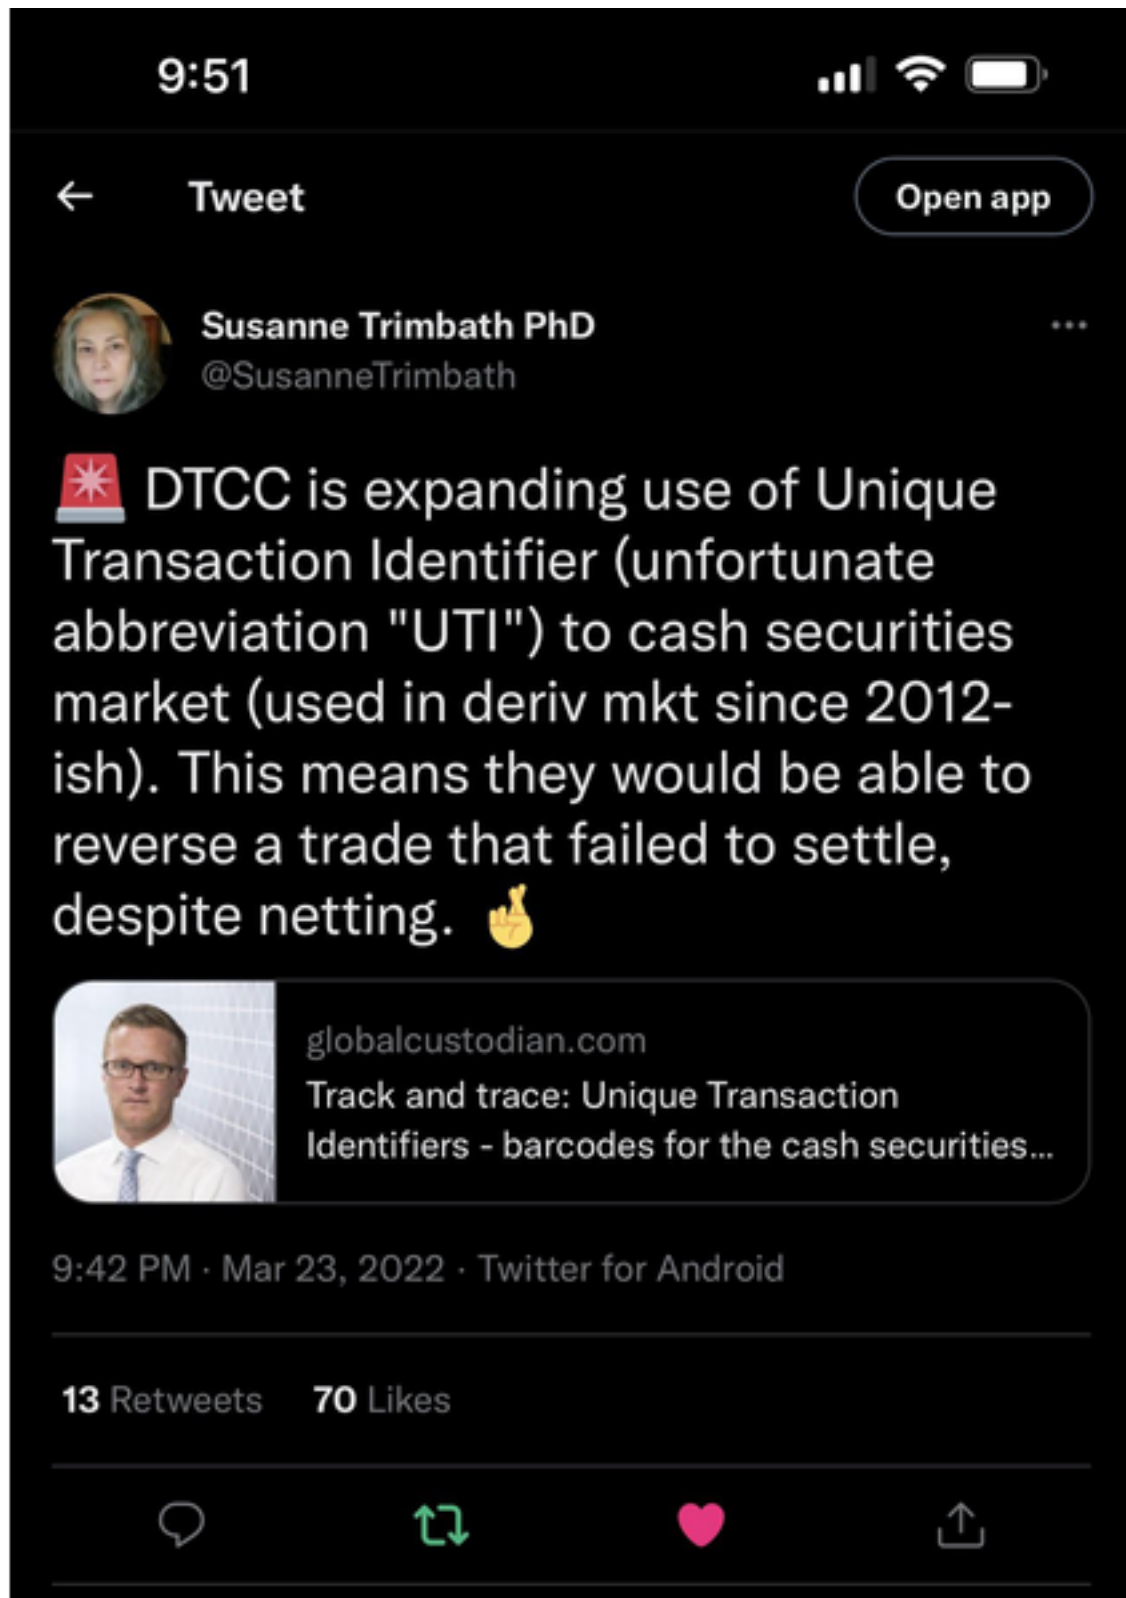 9:51
Tweet
Open app
Susanne Trimbath PhD
@SusanneTrimbath
🚨 DTCC is expanding use of Unique
Transaction Identifier (unfortunate
abbreviation "UTI") to cash securities
market (used in deriv mkt since 2012-
ish). This means they would be able to
reverse a trade that failed to settle,
despite netting. 🤞
globalcustodian.com
Track and trace: Unique Transaction
Identifiers - barcodes for the cash securities...
9:42 PM · Mar 23, 2022 · Twitter for Android
13 Retweets 70 Likes